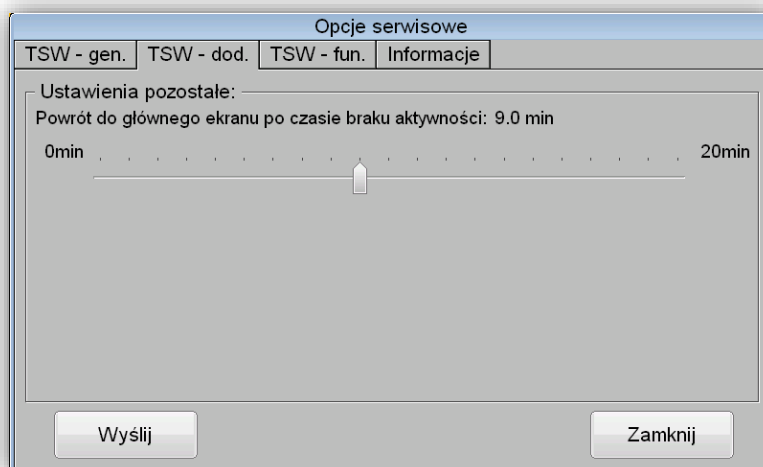 Opcje serwisowe
TSW - gen. TSW - dod. TSW - fun. Informacje
Ustawienia pozostałe:
Powrót do głównego ekranu po czasie braku aktywności: 9.0 min
0min 20min
Wyślij Zamknij